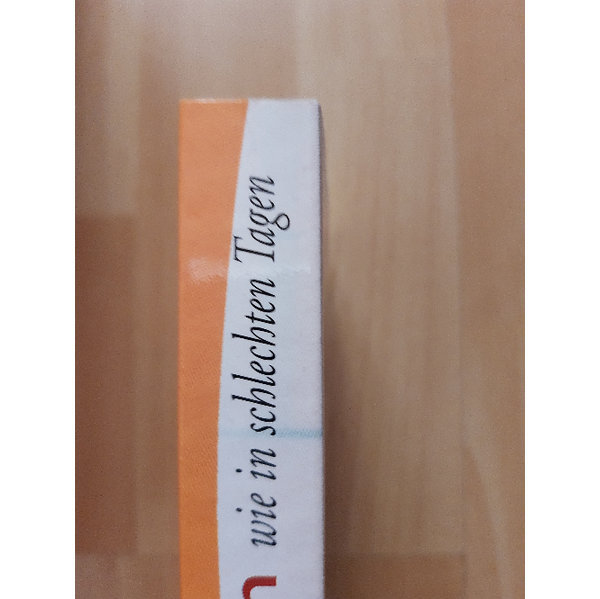 wie in schlechten Tagen